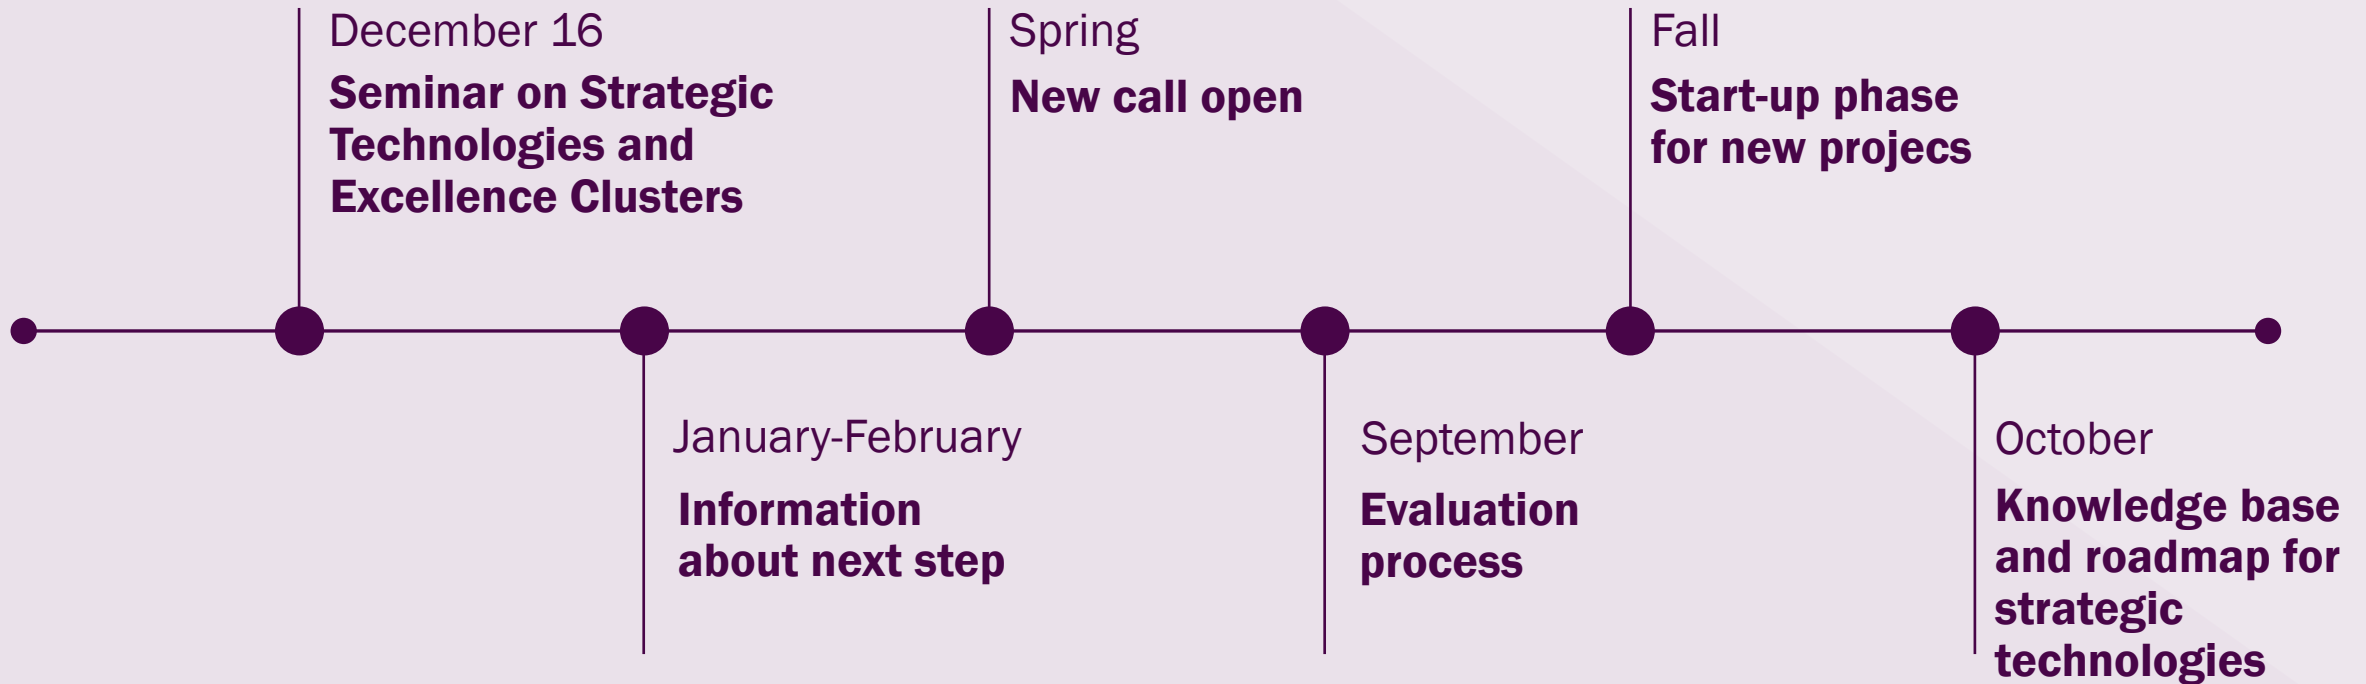 December 16
Seminar on Strategic
Technologies and
Excellence Clusters
January-February
Information
about next step
Spring
New call open
September
Evaluation
process
Fall
Start-up phase
for new projecs
October
Knowledge base
and roadmap for
strategic
technologies